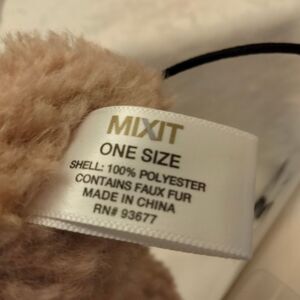 MIXIT
ONE SIZE
SHELL: 100% POLYESTER
CONTAINS FAUX FUR
MADE IN CHINA
RN# 93677